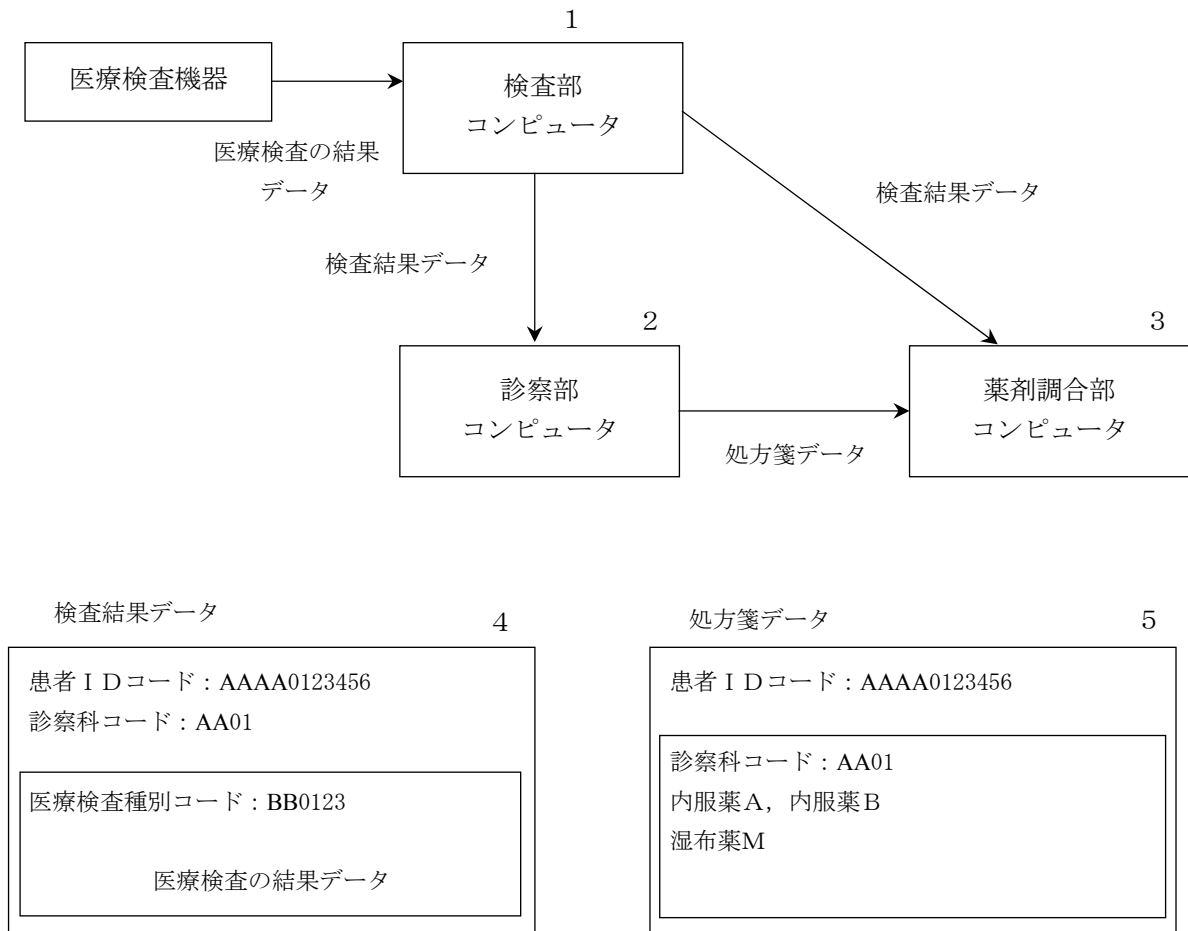 1
医療検査機器
検査部
コンピュータ
医療検査の結果
データ
検査結果データ
検査結果データ
2
3
診察部
コンピュータ
薬剤調合部
コンピュータ
処方箋データ
検査結果データ
4
患者IDコード:AAAA0123456
診察科コード:AA01
医療検査種別コード:BB0123
医療検査の結果データ
処方箋データ
5
患者IDコード:AAAA0123456
診察科コード:AA01
内服薬A,内服薬B
湿布薬M